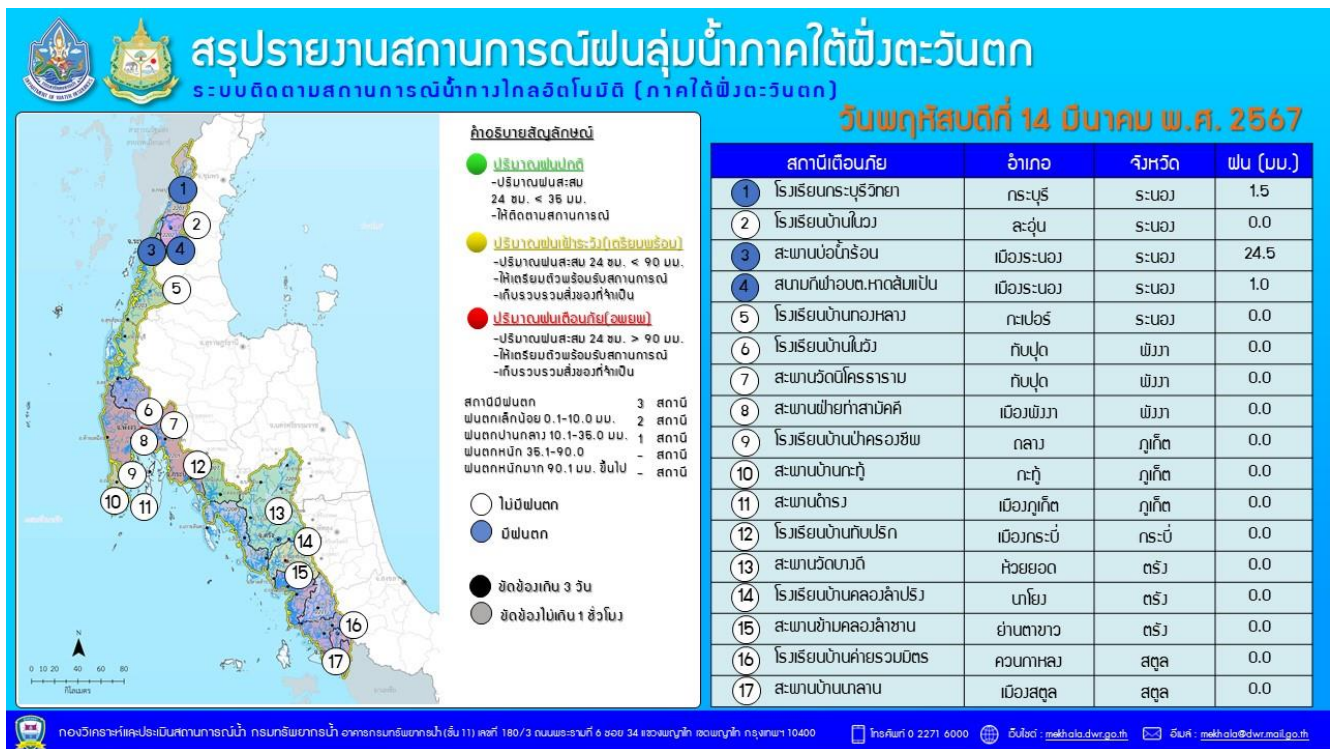 สรุปรายงานสถานการณ์ฝนลุ่มน้ำภาคใต้ฝั่งตะวันตก
ระบบติดตามสถานการณ์น้ำทางไกลอัตโนมัติ (ภาคใต้ฝั่งตะวันตก)
วันพฤหัสบดีที่ 14 มีนาคม พ.ศ. 2567
คำอธิบายสัญลักษณ์
ปริมาณฝนปกติ
-ปริมาณฝนสะสม
24 ชม. < 35 มม.
-ให้ติดตามสถานการณ์
ปริมาณฝนเฝ้าระวัง(เตรียมพร้อม)
-ปริมาณฝนสะสม 24 ชม. < 90 มม.
-ให้เตรียมตัวพร้อมรับสถานการณ์
-เก็บรวบรวมสิ่งของที่จำเป็น
ปริมาณฝนเตือนภัย(อพยพ)
-ปริมาณฝนสะสม 24 ชม. > 90 มม.
-ให้เตรียมตัวพร้อมรับสถานการณ์
-เก็บรวบรวมสิ่งของที่จำเป็น
สถานีมีฝนตก 3 สถานี
ฝนตกเล็กน้อย 0.1-10.0 มม. 2 สถานี
ฝนตกปานกลาง 10.1-35.0 มม. 1 สถานี
ฝนตกหนัก 35.1-90.0 - สถานี
ฝนตกหนักมาก 90.1 มม. ขึ้นไป - สถานี
ไม่มีฝนตก
มีฝนตก
ขัดข้องเกิน 3 วัน
ขัดข้องไม่เกิน 1 ชั่วโมง
1
2
3 4
5
6
7
8
9
12
10 11
13
14
15
16
17
N
0 10 20 40 60 80
กิโลเมตร
สถานีเตือนภัย อำเภอ จังหวัด ฝน (มม.)
1 โรงเรียนกระบุรีวิทยา กระบุรี ระนอง 1.5
2 โรงเรียนบ้านในวง ละอุ่น ระนอง 0.0
3 สะพานบ่อน้ำร้อน เมืองระนอง ระนอง 24.5
4 สนามกีฬาอบต.หาดส้มแป้น เมืองระนอง ระนอง 1.0
5 โรงเรียนบ้านทองหลาง กะเปอร์ ระนอง 0.0
6 โรงเรียนบ้านในวัง ทับปุด พังงา 0.0
7 สะพานวัดนิโครธาราม ทับปุด พังงา 0.0
8 สะพานฝ่ายท่าสามัคคี เมืองพังงา พังงา 0.0
9 โรงเรียนบ้านป่าครองชีพ ถลาง ภูเก็ต 0.0
10 สะพานบ้านกะทู้ กะทู้ ภูเก็ต 0.0
11 สะพานดำรง เมืองภูเก็ต ภูเก็ต 0.0
12 โรงเรียนบ้านทับปริก เมืองกระบี่ กระบี่ 0.0
13 สะพานวัดบางดี ห้วยยอด ตรัง 0.0
14 โรงเรียนบ้านคลองลำปริง นาโยง ตรัง 0.0
15 สะพานข้ามคลองลำชาน ย่านตาขาว ตรัง 0.0
16 โรงเรียนบ้านค่ายรวมมิตร ควนกาหลง สตูล 0.0
17 สะพานบ้านนาลาน เมืองสตูล สตูล 0.0
กองวิเคราะห์และประเมินสถานการณ์น้ำ กรมทรัพยากรน้ำ อาคารกรมทรัพยากรน้ำ (ชั้น 11) เลขที่ 180/3 ถนนพระรามที่ 6 ซอย 34 แขวงพญาไท เขตพญาไท กรุงเทพฯ 10400 โทรศัพท์ 0 2271 6000 เว็บไซต์ : mekhala.dwr.go.th อีเมล์ : mekhala@dwr.mail.go.th